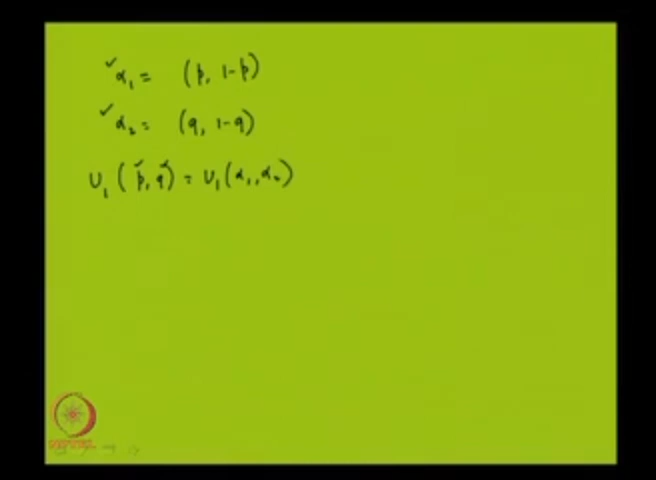 ✓α₁ = (p, 1-p)
✓α₂ = (q, 1-q)
U₁ (p̌, q̌) = U₁(α₁, α₂)